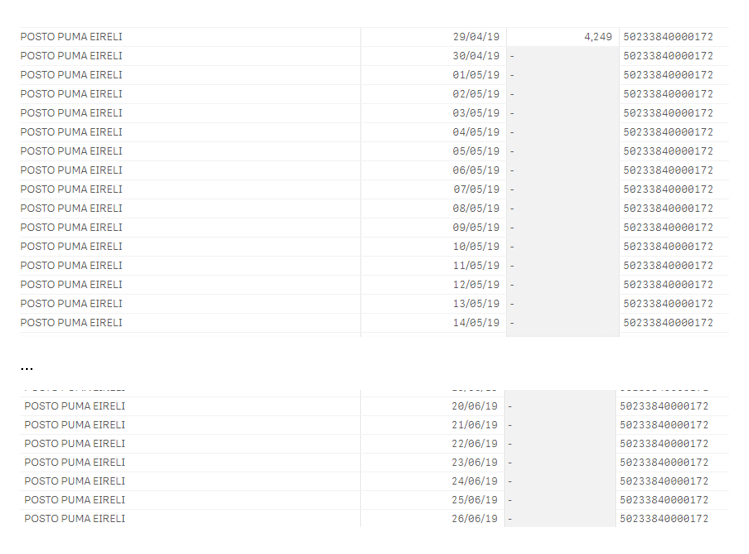 POSTO PUMA EIRELI 29/04/19 4,249 50233840000172
POSTO PUMA EIRELI 30/04/19 - 50233840000172
POSTO PUMA EIRELI 01/05/19 - 50233840000172
POSTO PUMA EIRELI 02/05/19 - 50233840000172
POSTO PUMA EIRELI 03/05/19 - 50233840000172
POSTO PUMA EIRELI 04/05/19 - 50233840000172
POSTO PUMA EIRELI 05/05/19 - 50233840000172
POSTO PUMA EIRELI 06/05/19 - 50233840000172
POSTO PUMA EIRELI 07/05/19 - 50233840000172
POSTO PUMA EIRELI 08/05/19 - 50233840000172
POSTO PUMA EIRELI 09/05/19 - 50233840000172
POSTO PUMA EIRELI 10/05/19 - 50233840000172
POSTO PUMA EIRELI 11/05/19 - 50233840000172
POSTO PUMA EIRELI 12/05/19 - 50233840000172
POSTO PUMA EIRELI 13/05/19 - 50233840000172
POSTO PUMA EIRELI 14/05/19 - 50233840000172
...
POSTO PUMA EIRELI 20/06/19 - 50233840000172
POSTO PUMA EIRELI 21/06/19 - 50233840000172
POSTO PUMA EIRELI 22/06/19 - 50233840000172
POSTO PUMA EIRELI 23/06/19 - 50233840000172
POSTO PUMA EIRELI 24/06/19 - 50233840000172
POSTO PUMA EIRELI 25/06/19 - 50233840000172
POSTO PUMA EIRELI 26/06/19 - 50233840000172